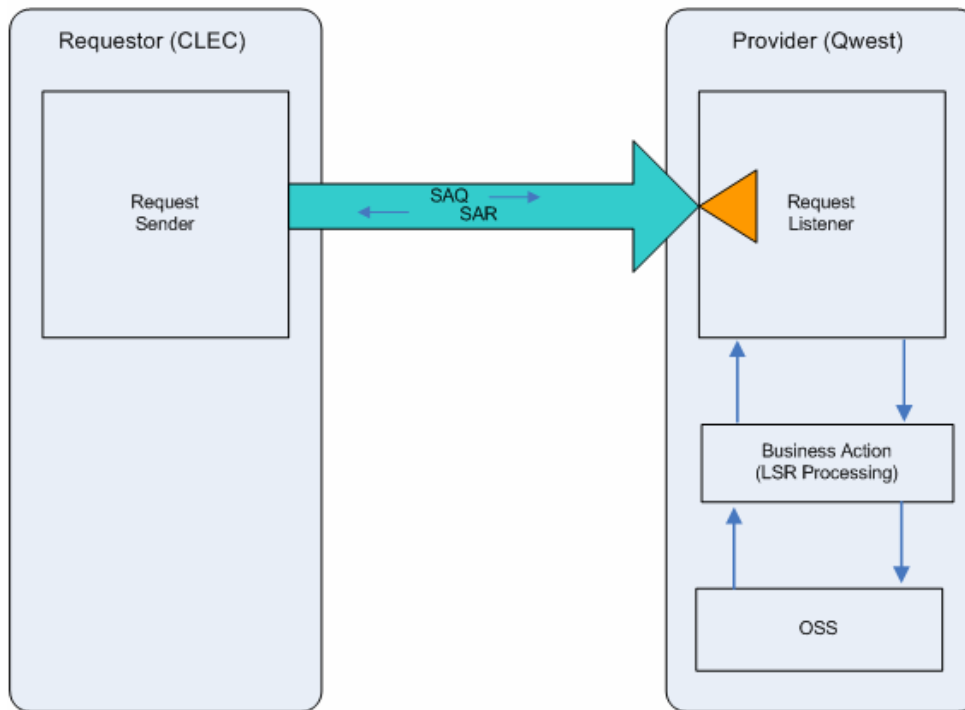 Requestor (CLEC)
Provider (Qwest)
Request
Sender
SAQ
SAR
Request
Listener
Business Action
(LSR Processing)
OSS